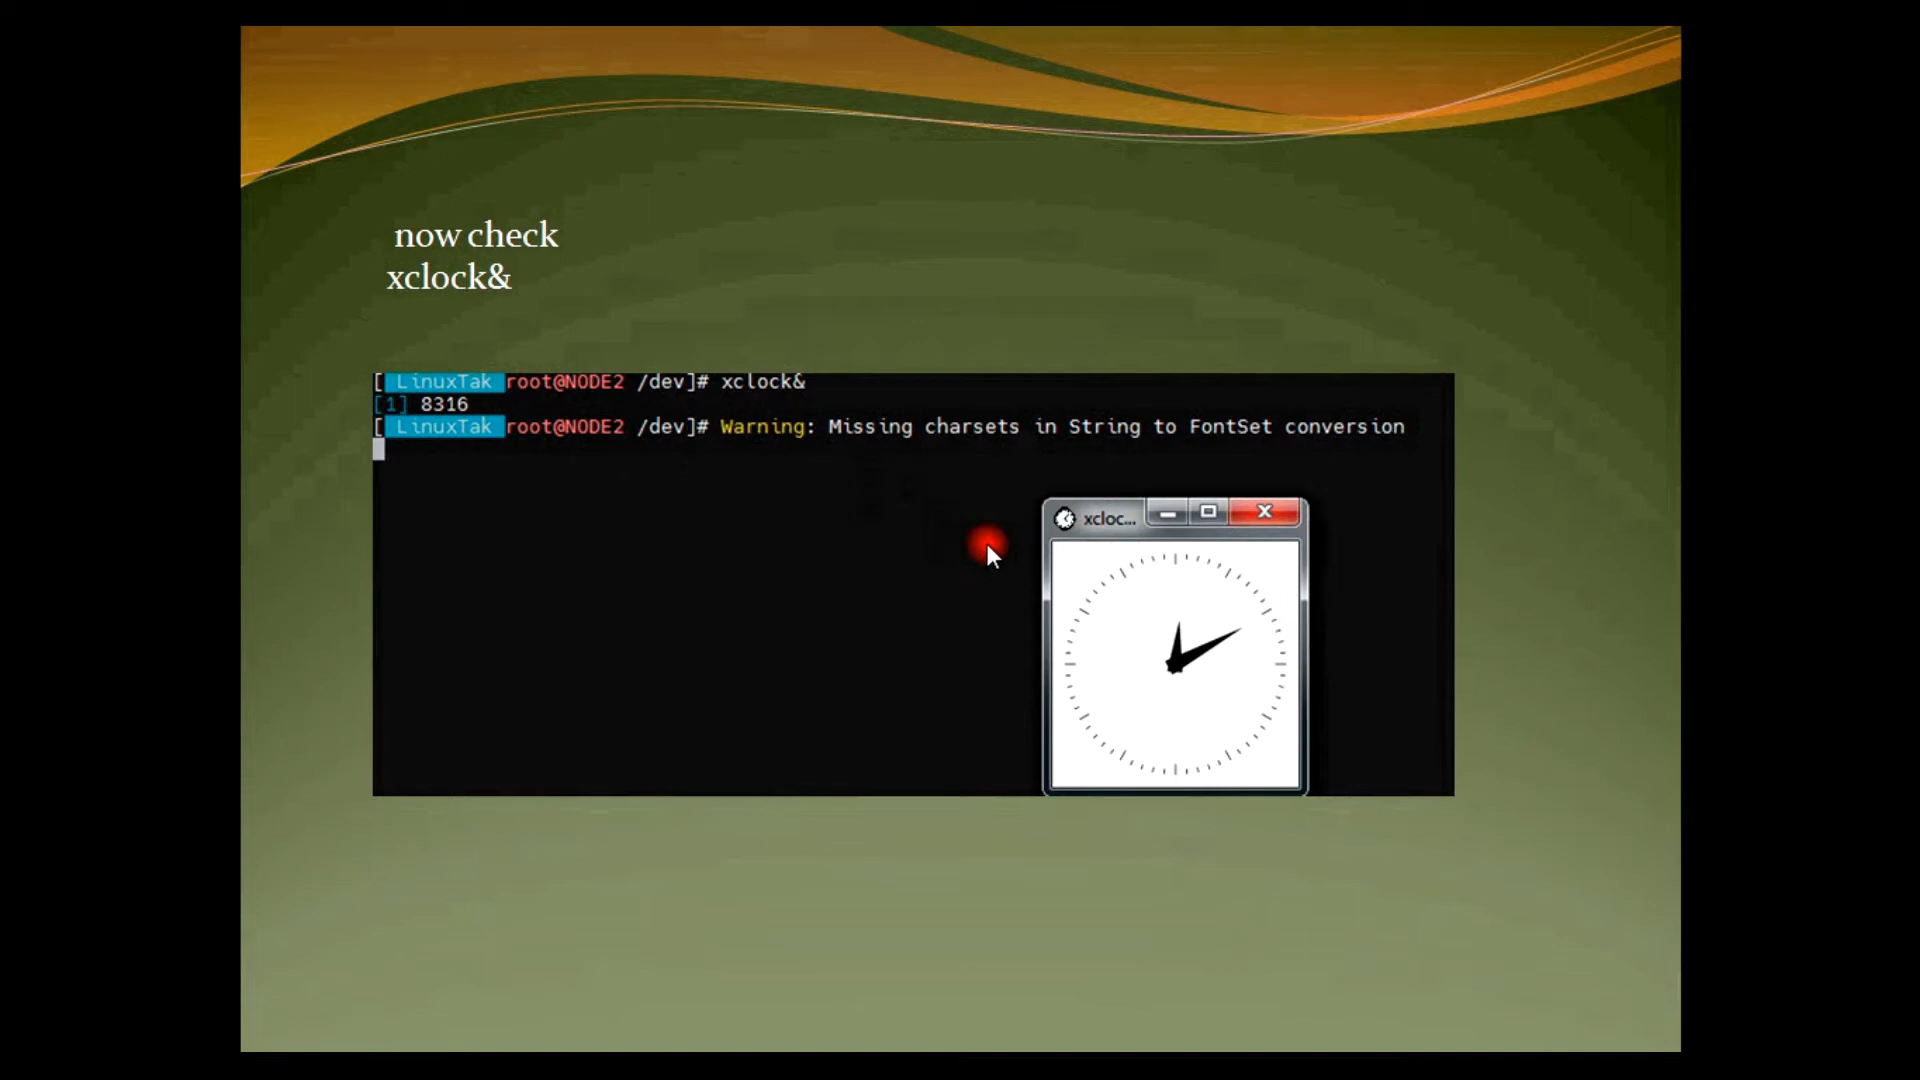 now check
xclock&
[ LinuxTak root@NODE2 /dev]# xclock&
[1] 8316
[ LinuxTak root@NODE2 /dev]# Warning: Missing charsets in String to FontSet conversion
xcloc...